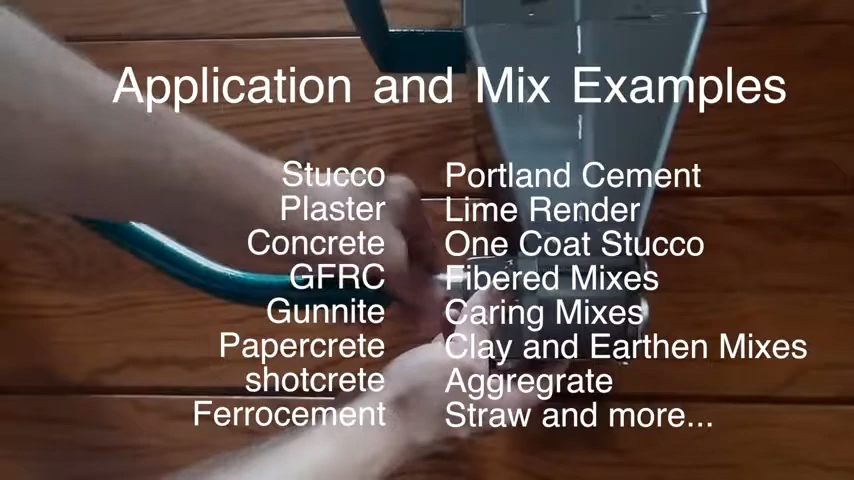 Application and Mix Examples
Stucco
Plaster
Concrete
GFRC
Gunnite
Papercrete
shotcrete
Ferrocement
Portland Cement
Lime Render
One Coat Stucco
Fibered Mixes
Caring Mixes
Clay and Earthen Mixes
Aggregrate
Straw and more...